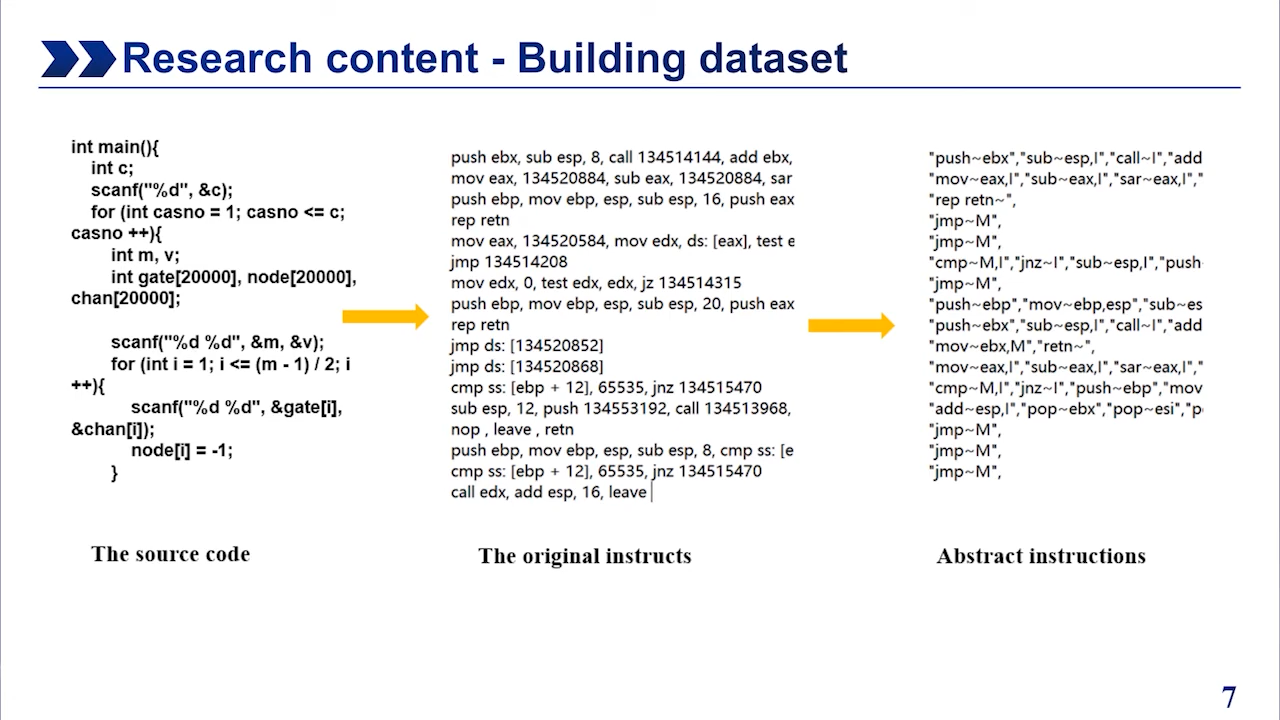 Research content - Building dataset
int main(){
int c;
scanf("%d", &c);
for (int casno = 1; casno <= c;
casno ++){
int m, v;
int gate[20000], node[20000],
chan[20000];
scanf("%d %d", &m, &v);
for (int i = 1; i <= (m - 1) / 2; i
++){
scanf("%d %d", &gate[i],
&chan[i]);
node[i] = -1;
}
The source code
push ebx, sub esp, 8, call 134514144, add ebx,
mov eax, 134520884, sub eax, 134520884, sar
push ebp, mov ebp, esp, sub esp, 16, push eax
rep retn
mov eax, 134520584, mov edx, ds: [eax], test e
jmp 134514208
mov edx, 0, test edx, edx, jz 134514315
push ebp, mov ebp, esp, sub esp, 20, push eax
rep retn
jmp ds: [134520852]
jmp ds: [134520868]
cmp ss: [ebp + 12], 65535, jnz 134515470
sub esp, 12, push 134553192, call 134513968,
nop , leave , retn
push ebp, mov ebp, esp, sub esp, 8, cmp ss: [e
cmp ss: [ebp + 12], 65535, jnz 134515470
call edx, add esp, 16, leave
The original instructs
"push~ebx","sub~esp,I","call~I","add
"mov~eax,I","sub~eax,I","sar~eax,I","
"rep retn~",
"jmp~M",
"jmp~M",
"cmp~M,I","jnz~I","sub~esp,I","push
"jmp~M",
"push~ebp","mov~ebp,esp","sub~es
"push~ebx","sub~esp,I","call~I","add
"mov~ebx,M","retn~",
"mov~eax,I","sub~eax,I","sar~eax,I","
"cmp~M,I","jnz~I","push~ebp","mov
"add~esp,I","pop~ebx","pop~esi","p
"jmp~M",
"jmp~M",
"jmp~M",
Abstract instructions
7